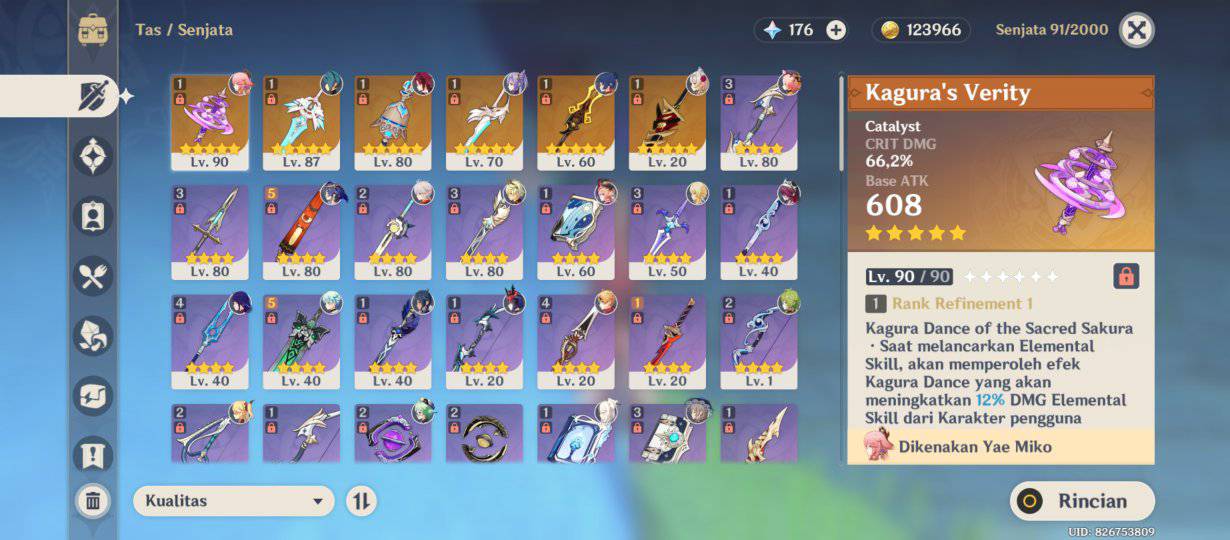 Tas / Senjata
176
123966
Senjata 91/2000
1 1 1 1 1 1 3
Lv. 90 Lv. 87 Lv. 80 Lv. 70 Lv. 60 Lv. 20 Lv. 80
3 5 2 3 1 3 1
Lv. 80 Lv. 80 Lv. 80 Lv. 80 Lv. 60 Lv. 50 Lv. 40
4 5 1 1 4 1 2
Lv. 40 Lv. 40 Lv. 40 Lv. 20 Lv. 20 Lv. 20 Lv. 1
2 1 2 2 1 3 1
Kualitas
Kagura's Verity
Catalyst
CRIT DMG
66,2%
Base ATK
608
Lv. 90 / 90
1 Rank Refinement 1
Kagura Dance of the Sacred Sakura
· Saat melancarkan Elemental
Skill, akan memperoleh efek
Kagura Dance yang akan
meningkatkan 12% DMG Elemental
Skill dari Karakter pengguna
Dikenakan Yae Miko
Rincian
UID: 826753809